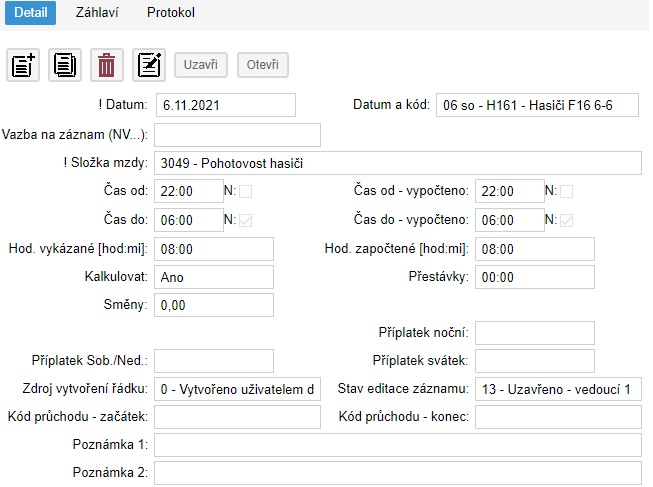 Detail Záhlaví Protokol
Uzavři Otevři
! Datum: 6.11.2021 Datum a kód: 06 so - H161 - Hasiči F16 6-6
Vazba na záznam (NV...):
! Složka mzdy: 3049 - Pohotovost hasiči
Čas od: 22:00 N: Čas od - vypočteno: 22:00 N:
Čas do: 06:00 N: Čas do - vypočteno: 06:00 N:
Hod. vykázané [hod:mi]: 08:00 Hod. započtené [hod:mi]: 08:00
Kalkulovat: Ano Přestávky: 00:00
Směny: 0,00
Příplatek noční:
Příplatek Sob./Ned.: Příplatek svátek:
Zdroj vytvoření řádku: 0 - Vytvořeno uživatelem d Stav editace záznamu: 13 - Uzavřeno - vedoucí 1
Kód průchodu - začátek: Kód průchodu - konec:
Poznámka 1:
Poznámka 2: